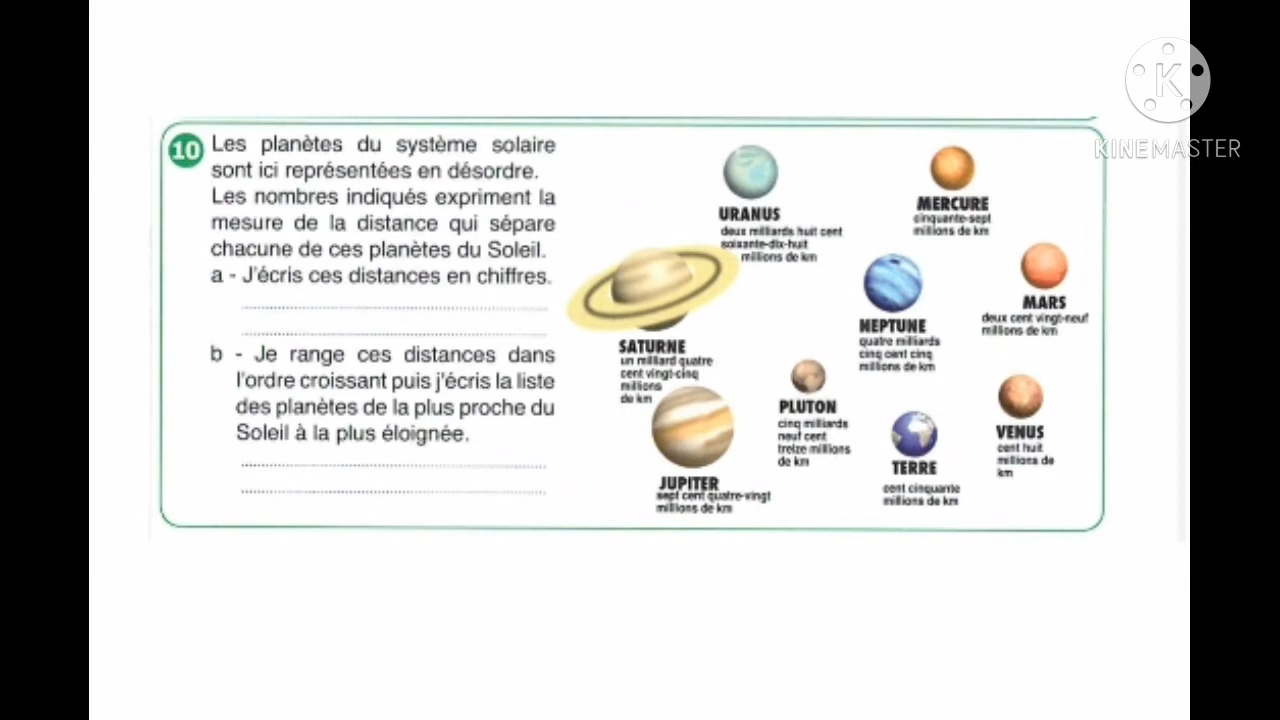 10 Les planètes du système solaire
sont ici représentées en désordre.
Les nombres indiqués expriment la
mesure de la distance qui sépare
chacune de ces planètes du Soleil.
a - J'écris ces distances en chiffres.
b - Je range ces distances dans
l'ordre croissant puis j'écris la liste
des planètes de la plus proche du
Soleil à la plus éloignée.
URANUS
deux milliards huit cent
soixante-dix-huit
millions de km
MERCURE
cinquante-sept
millions de km
SATURNE
un milliard quatre
cent vingt-cinq
millions
de km
NEPTUNE
quatre milliards
cinq cent cinq
millions de km
MARS
deux cent vingt-neuf
millions de km
JUPITER
sept cent quatre-vingt
millions de km
PLUTON
cinq milliards
neuf cent
treize millions
de km
TERRE
cent cinquante
millions de km
VENUS
cent huit
millions de
km
K
KINEMASTER